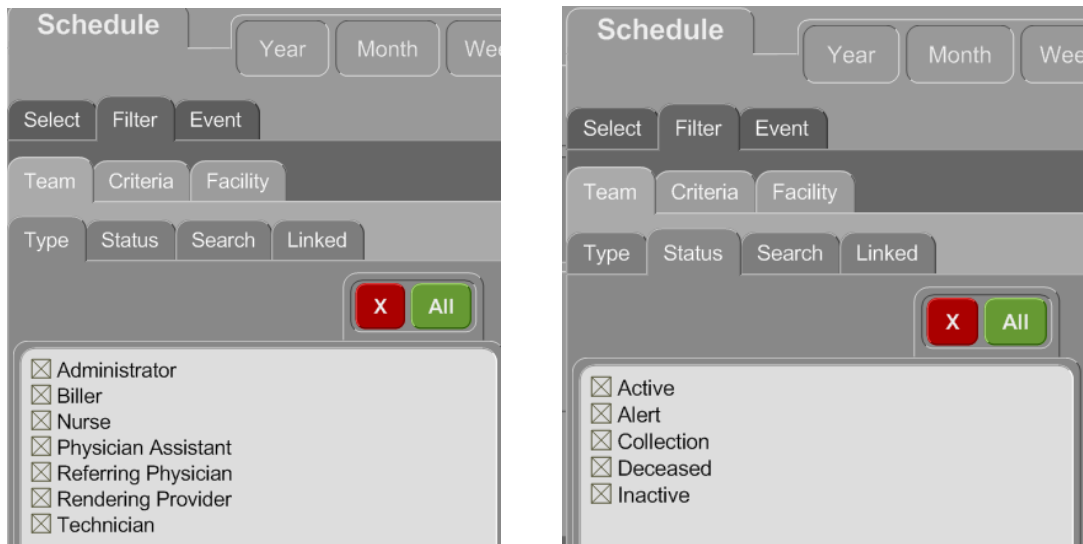 Schedule
Year Month Wee
Select Filter Event
Team Criteria Facility
Type Status Search Linked
X All
Administrator
Biller
Nurse
Physician Assistant
Referring Physician
Rendering Provider
Technician
Schedule
Year Month Wee
Select Filter Event
Team Criteria Facility
Type Status Search Linked
X All
Active
Alert
Collection
Deceased
Inactive